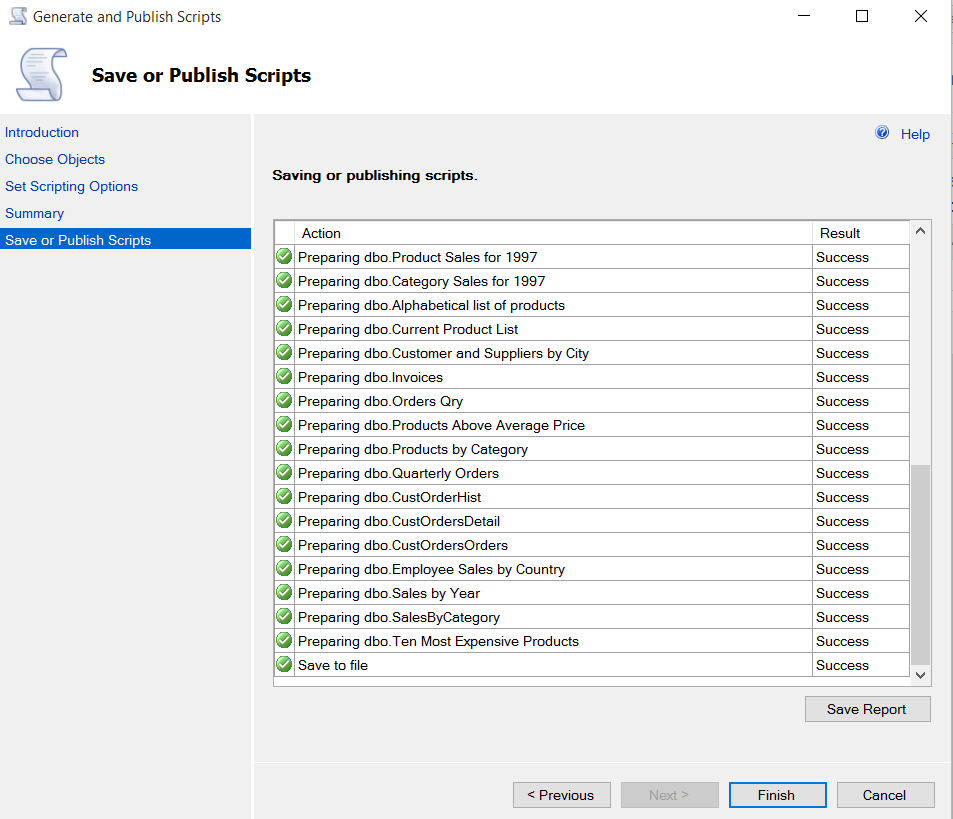 Generate and Publish Scripts
Save or Publish Scripts
Introduction
Choose Objects
Set Scripting Options
Summary
Save or Publish Scripts
Help
Saving or publishing scripts.
Action Result
Preparing dbo.Product Sales for 1997 Success
Preparing dbo.Category Sales for 1997 Success
Preparing dbo.Alphabetical list of products Success
Preparing dbo.Current Product List Success
Preparing dbo.Customer and Suppliers by City Success
Preparing dbo.Invoices Success
Preparing dbo.Orders Qry Success
Preparing dbo.Products Above Average Price Success
Preparing dbo.Products by Category Success
Preparing dbo.Quarterly Orders Success
Preparing dbo.CustOrderHist Success
Preparing dbo.CustOrdersDetail Success
Preparing dbo.CustOrdersOrders Success
Preparing dbo.Employee Sales by Country Success
Preparing dbo.Sales by Year Success
Preparing dbo.SalesByCategory Success
Preparing dbo.Ten Most Expensive Products Success
Save to file Success
Save Report
< Previous Next > Finish Cancel